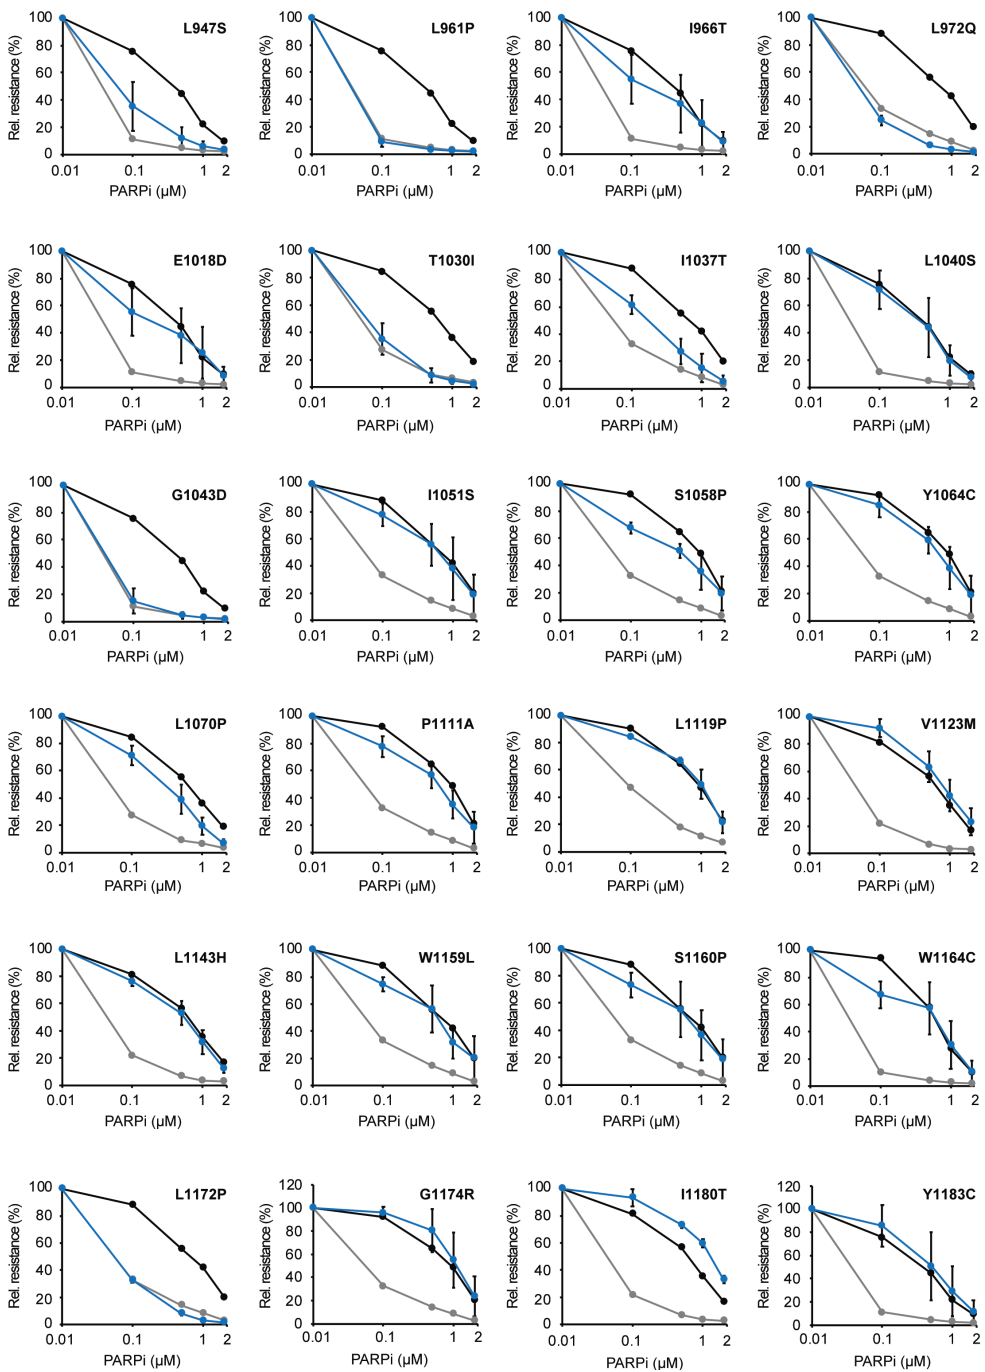 L947S
Rel. resistance (%)
100
80
60
40
20
0
0.01 0.1 1 2
PARPi (µM)
L961P
Rel. resistance (%)
100
80
60
40
20
0
0.01 0.1 1 2
PARPi (µM)
I966T
Rel. resistance (%)
100
80
60
40
20
0
0.01 0.1 1 2
PARPi (µM)
L972Q
Rel. resistance (%)
100
80
60
40
20
0
0.01 0.1 1 2
PARPi (µM)
E1018D
Rel. resistance (%)
100
80
60
40
20
0
0.01 0.1 1 2
PARPi (µM)
T1030I
Rel. resistance (%)
100
80
60
40
20
0
0.01 0.1 1 2
PARPi (µM)
I1037T
Rel. resistance (%)
100
80
60
40
20
0
0.01 0.1 1 2
PARPi (µM)
L1040S
Rel. resistance (%)
100
80
60
40
20
0
0.01 0.1 1 2
PARPi (µM)
G1043D
Rel. resistance (%)
100
80
60
40
20
0
0.01 0.1 1 2
PARPi (µM)
I1051S
Rel. resistance (%)
100
80
60
40
20
0
0.01 0.1 1 2
PARPi (µM)
S1058P
Rel. resistance (%)
100
80
60
40
20
0
0.01 0.1 1 2
PARPi (µM)
Y1064C
Rel. resistance (%)
100
80
60
40
20
0
0.01 0.1 1 2
PARPi (µM)
L1070P
Rel. resistance (%)
100
80
60
40
20
0
0.01 0.1 1 2
PARPi (µM)
P1111A
Rel. resistance (%)
100
80
60
40
20
0
0.01 0.1 1 2
PARPi (µM)
L1119P
Rel. resistance (%)
100
80
60
40
20
0
0.01 0.1 1 2
PARPi (µM)
V1123M
Rel. resistance (%)
100
80
60
40
20
0
0.01 0.1 1 2
PARPi (µM)
L1143H
Rel. resistance (%)
100
80
60
40
20
0
0.01 0.1 1 2
PARPi (µM)
W1159L
Rel. resistance (%)
100
80
60
40
20
0
0.01 0.1 1 2
PARPi (µM)
S1160P
Rel. resistance (%)
100
80
60
40
20
0
0.01 0.1 1 2
PARPi (µM)
W1164C
Rel. resistance (%)
100
80
60
40
20
0
0.01 0.1 1 2
PARPi (µM)
L1172P
Rel. resistance (%)
100
80
60
40
20
0
0.01 0.1 1 2
PARPi (µM)
G1174R
Rel. resistance (%)
120
100
80
60
40
20
0
0.01 0.1 1 2
PARPi (µM)
I1180T
Rel. resistance (%)
100
80
60
40
20
0
0.01 0.1 1 2
PARPi (µM)
Y1183C
Rel. resistance (%)
120
100
80
60
40
20
0
0.01 0.1 1 2
PARPi (µM)